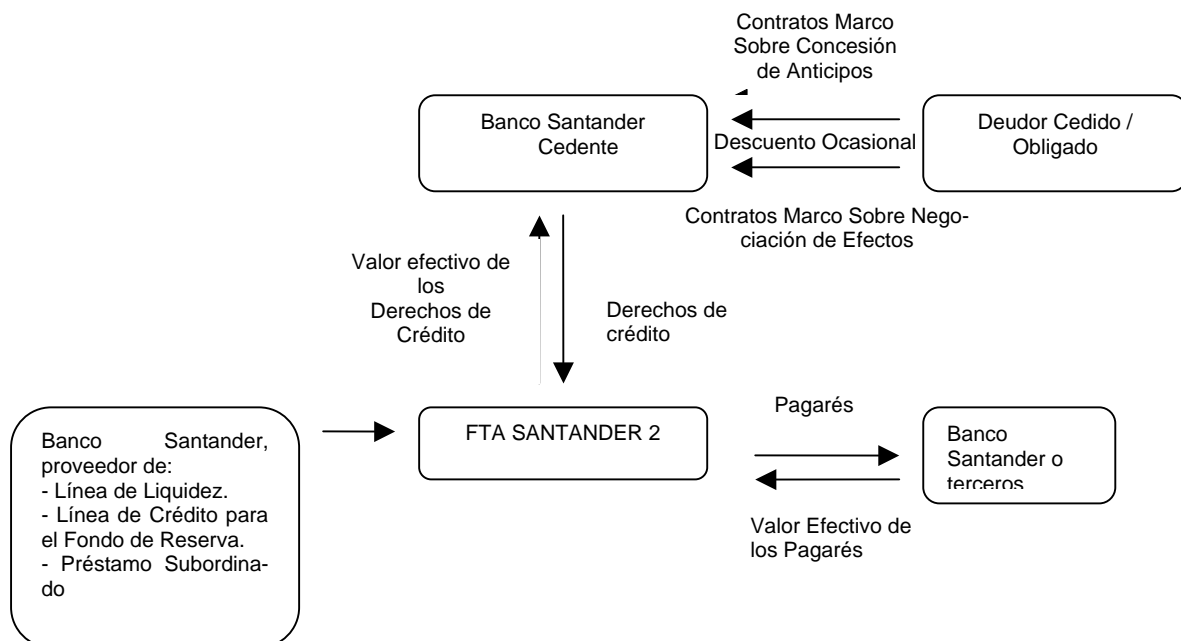 Contratos Marco
Sobre Concesión
de Anticipos
Banco Santander
Cedente
Descuento Ocasional
Deudor Cedido /
Obligado
Contratos Marco Sobre Nego-
ciación de Efectos
Valor efectivo de
los
Derechos de
Crédito
Derechos de
crédito
Banco Santander,
proveedor de:
- Línea de Liquidez.
- Línea de Crédito para
el Fondo de Reserva.
- Préstamo Subordina-
do
FTA SANTANDER 2
Pagarés
Banco
Santander o
terceros
Valor Efectivo de
los Pagarés